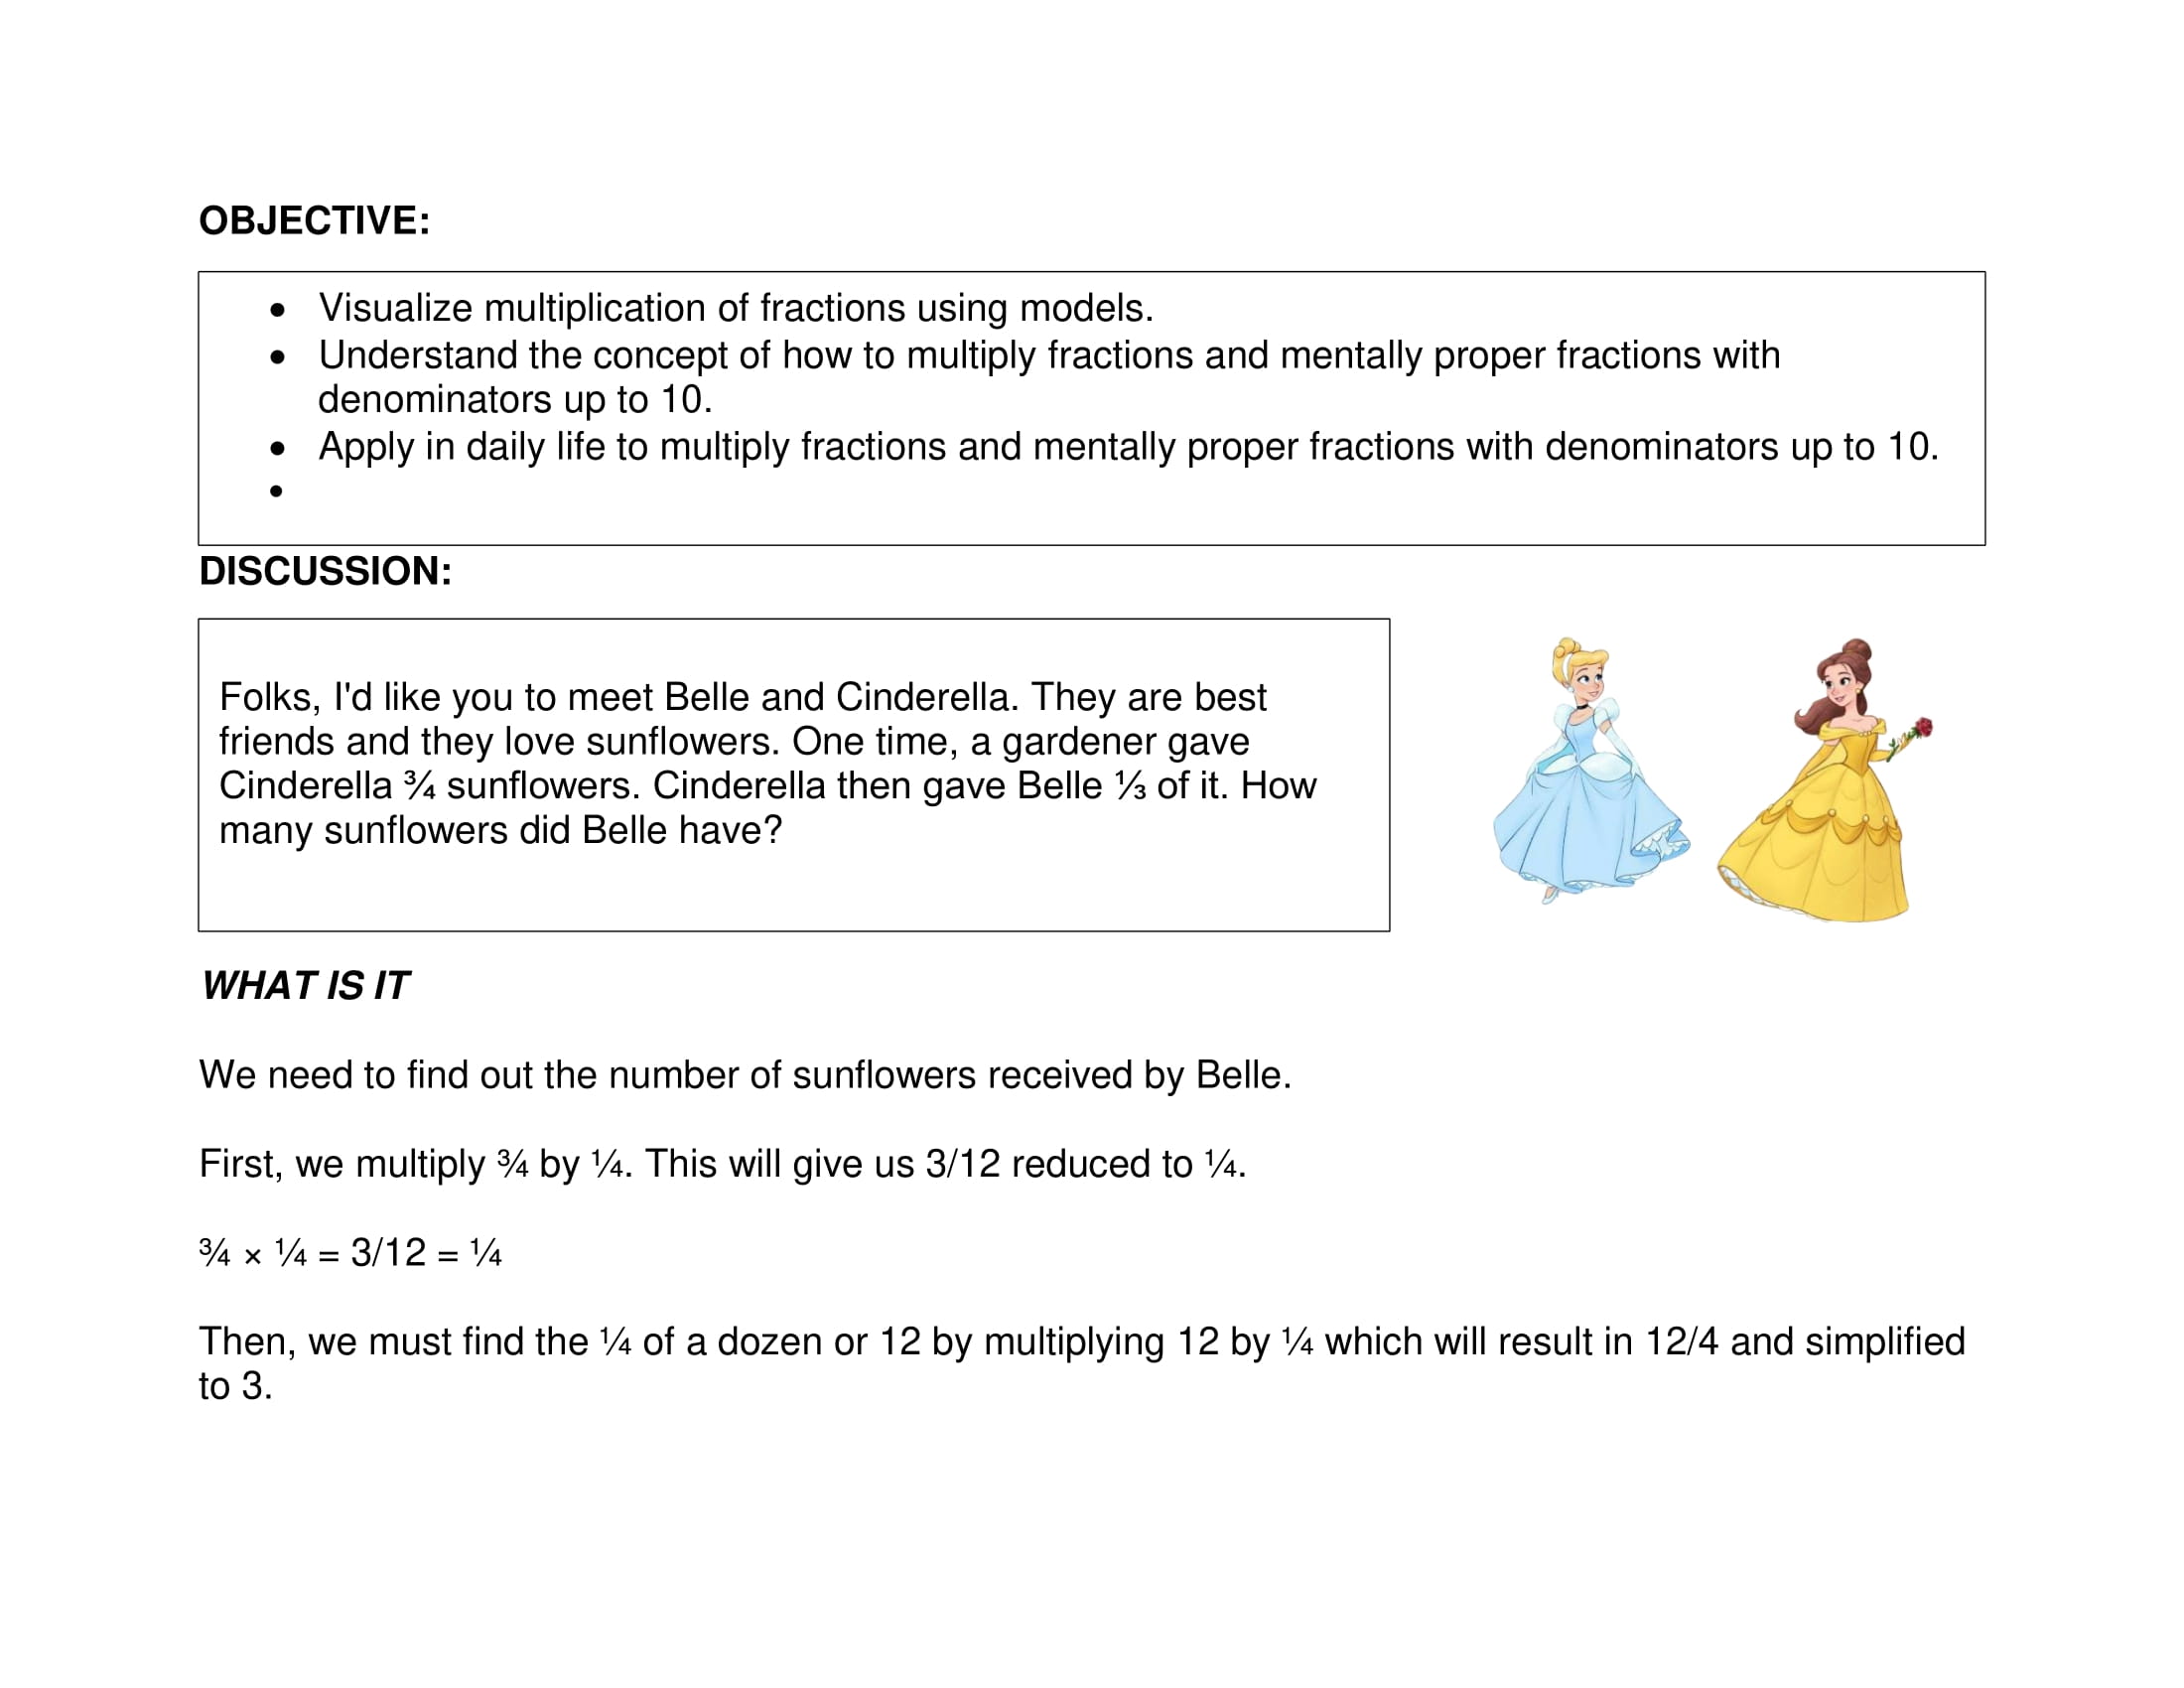 OBJECTIVE:
• Visualize multiplication of fractions using models.
• Understand the concept of how to multiply fractions and mentally proper fractions with
denominators up to 10.
• Apply in daily life to multiply fractions and mentally proper fractions with denominators up to 10.
•
DISCUSSION:
Folks, I'd like you to meet Belle and Cinderella. They are best
friends and they love sunflowers. One time, a gardener gave
Cinderella ¾ sunflowers. Cinderella then gave Belle ⅓ of it. How
many sunflowers did Belle have?
WHAT IS IT
We need to find out the number of sunflowers received by Belle.
First, we multiply ¾ by ¼. This will give us 3/12 reduced to ¼.
¾ × ¼ = 3/12 = ¼
Then, we must find the ¼ of a dozen or 12 by multiplying 12 by ¼ which will result in 12/4 and simplified
to 3.